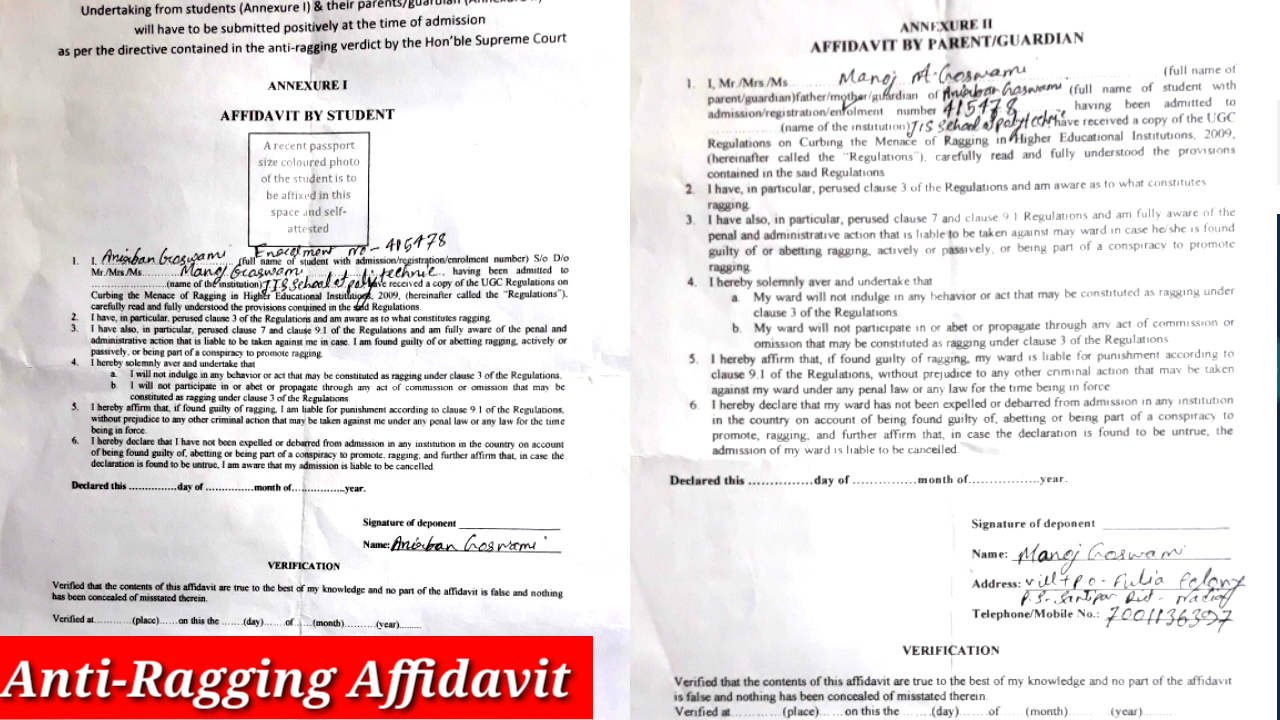 Undertaking from students (Annexure I) & their parents/guardian
will have to be submitted positively at the time of admission
as per the directive contained in the anti-ragging verdict by the Hon'ble Supreme Court
ANNEXURE I
AFFIDAVIT BY STUDENT
A recent passport
size coloured photo
of the student is to
be affixed in this
space and self-
attested
1. I, Anirban Goswami Enrollment no - 415478 (full name of student with admission/registration/enrolment number) S/o D/o
Mr./Mrs./Ms. Manoj Goswami, having been admitted to
(name of the institution) JIS School of polytechnic have received a copy of the UGC Regulations on
Curbing the Menace of Ragging in Higher Educational Institutions, 2009, (hereinafter called the "Regulations"),
carefully read and fully understood the provisions contained in the said Regulations.
2. I have, in particular, perused clause 3 of the Regulations and am aware as to what constitutes ragging.
3. I have also, in particular, perused clause 7 and clause 9.1 of the Regulations and am fully aware of the penal and
administrative action that is liable to be taken against me in case. I am found guilty of or abetting ragging, actively or
passively, or being part of a conspiracy to promote ragging.
4. I hereby solemnly aver and undertake that
a. I will not indulge in any behavior or act that may be constituted as ragging under clause 3 of the Regulations.
b. I will not participate in or abet or propagate through any act of commission or omission that may be
constituted as ragging under clause 3 of the Regulations.
5. I hereby affirm that, if found guilty of ragging, I am liable for punishment according to clause 9.1 of the Regulations,
without prejudice to any other criminal action that may be taken against me under any penal law or any law for the time
being in force.
6. I hereby declare that I have not been expelled or debarred from admission in any institution in the country on account
of being found guilty of, abetting or being part of a conspiracy to promote, ragging and further affirm that, in case the
declaration is found to be untrue, I am aware that my admission is liable to be cancelled.
Declared this ..............day of ..............month of...............year.
Signature of deponent
Name: Anirban Goswami
VERIFICATION
Verified that the contents of this affidavit are true to the best of my knowledge and no part of the affidavit is false and nothing
has been concealed of misstated therein.
Verified at............(place)......on this the ......(day)......of ......(month)..........(year).......
Anti-Ragging Affidavit
ANNEXURE II
AFFIDAVIT BY PARENT/GUARDIAN
1. I, Mr./Mrs./Ms. Manoj Goswami (full name of
parent/guardian)father/mother/guardian of Anirban Goswami (full name of student with
admission/registration/enrolment number 415478 having been admitted to
(name of the institution) JIS School of polytechnic have received a copy of the UGC
Regulations on Curbing the Menace of Ragging in Higher Educational Institutions, 2009,
(hereinafter called the "Regulations"), carefully read and fully understood the provisions
contained in the said Regulations
2. I have, in particular, perused clause 3 of the Regulations and am aware as to what constitutes
ragging.
3. I have also, in particular, perused clause 7 and clause 9.1 Regulations and am fully aware of the
penal and administrative action that is liable to be taken against may ward in case he/she is found
guilty of or abetting ragging, actively or passively, or being part of a conspiracy to promote
ragging.
4. I hereby solemnly aver and undertake that
a. My ward will not indulge in any behavior or act that may be constituted as ragging under
clause 3 of the Regulations.
b. My ward will not participate in or abet or propagate through any act of commission or
omission that may be constituted as ragging under clause 3 of the Regulations
5. I hereby affirm that, if found guilty of ragging, my ward is liable for punishment according to
clause 9.1 of the Regulations, without prejudice to any other criminal action that may be taken
against my ward under any penal law or any law for the time being in force
6. I hereby declare that my ward has not been expelled or debarred from admission in any institution
in the country on account of being found guilty of, abetting or being part of a conspiracy to
promote, ragging, and further affirm that, in case the declaration is found to be untrue, the
admission of my ward is liable to be cancelled.
Declared this ...............day of ..............month of.................year.
Signature of deponent
Name: Manoj Goswami
Address: vill+po - Fulia Colony
P.S- Santipur Dist - Nadia
Telephone/Mobile No.: 7001136397
VERIFICATION
Verified that the contents of this affidavit are true to the best of my knowledge and no part of the affidavit
is false and nothing has been concealed of misstated therein.
Verified at ............(place)......on this the ......(day)......of ......(month) ..........(year)